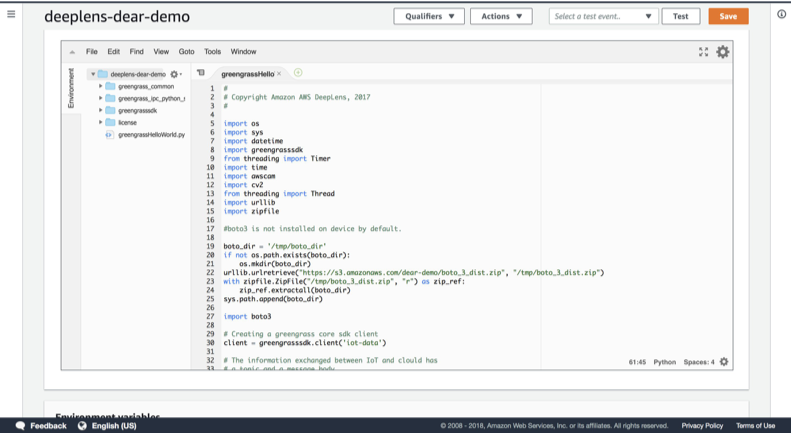 deeplens-dear-demo
Qualifiers
Actions
Select a test event..
Test
Save
File Edit Find View Goto Tools Window
Environment
deeplens-dear-demo
greengrass_common
greengrass_ipc_python_s
greengrasssdk
license
greengrassHelloWorld.py
greengrassHello
1 #
2 # Copyright Amazon AWS DeepLens, 2017
3 #
4
5 import os
6 import sys
7 import datetime
8 import greengrasssdk
9 from threading import Timer
10 import time
11 import awscam
12 import cv2
13 from threading import Thread
14 import urllib
15 import zipfile
16
17 #boto3 is not installed on device by default.
18
19 boto_dir = '/tmp/boto_dir'
20 if not os.path.exists(boto_dir):
21 os.mkdir(boto_dir)
22 urllib.urlretrieve("https://s3.amazonaws.com/dear-demo/boto_3_dist.zip", "/tmp/boto_3_dist.zip")
23 with zipfile.ZipFile("/tmp/boto_3_dist.zip", "r") as zip_ref:
24 zip_ref.extractall(boto_dir)
25 sys.path.append(boto_dir)
26
27 import boto3
28
29 # Creating a greengrass core sdk client
30 client = greengrasssdk.client('iot-data')
31
32 # The information exchanged between IoT and clould has
33 # a topic and a message body
61:45 Python Spaces: 4
Environment variables
Feedback English (US)
© 2008 - 2018, Amazon Web Services, Inc. or its affiliates. All rights reserved. Privacy Policy Terms of Use